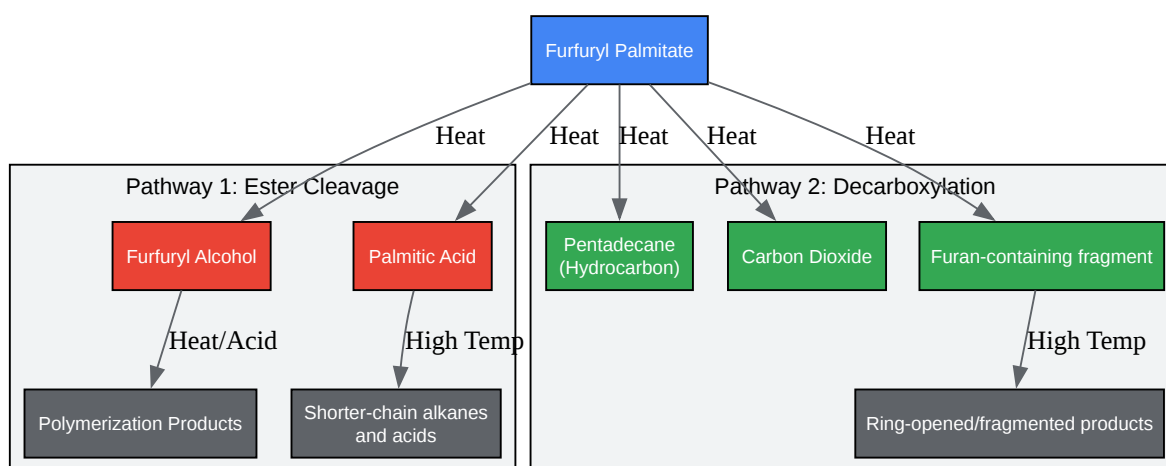 Furfuryl Palmitate
Heat
Heat
Heat
Heat
Heat
Pathway 1: Ester Cleavage
Pathway 2: Decarboxylation
Furfuryl Alcohol
Palmitic Acid
Pentadecane
(Hydrocarbon)
Carbon Dioxide
Furan-containing fragment
Heat/Acid
High Temp
High Temp
Polymerization Products
Shorter-chain alkanes
and acids
Ring-opened/fragmented products